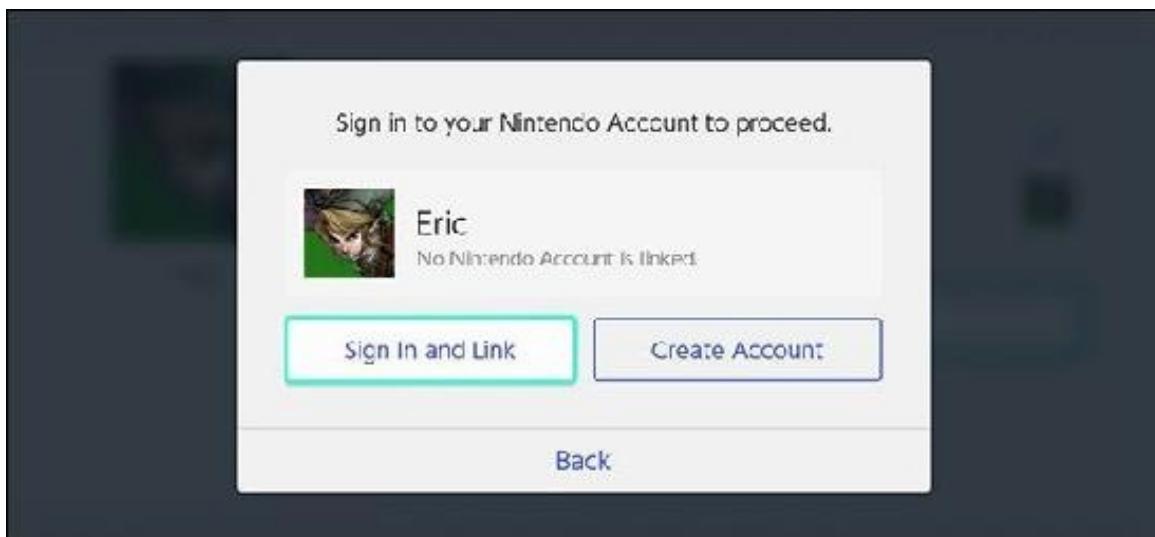 Sign in to your Nintendo Account to proceed.
Eric
No Nintendo Account is linked.
Sign In and Link
Create Account
Back